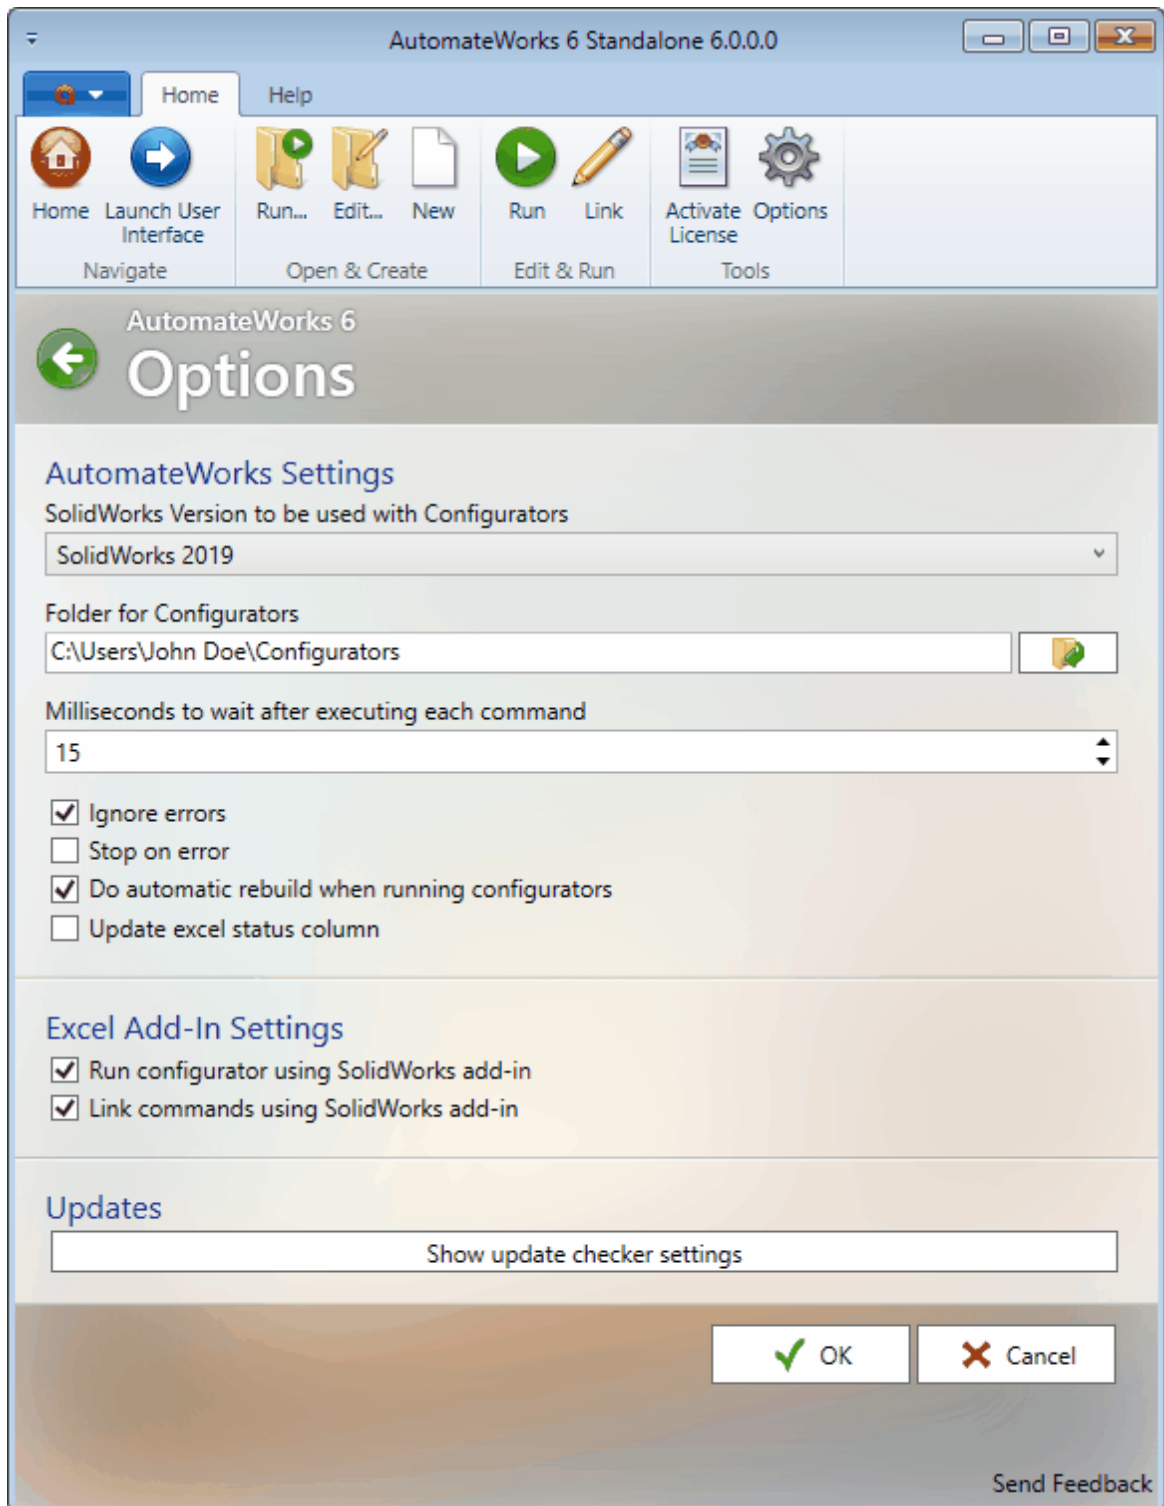 AutomateWorks 6 Standalone 6.0.0.0
Home Help
Home Launch User Interface Run... Edit... New Run Link Activate License Options
Navigate Open & Create Edit & Run Tools
AutomateWorks 6
Options
AutomateWorks Settings
SolidWorks Version to be used with Configurators
SolidWorks 2019
Folder for Configurators
C:\Users\John Doe\Configurators
Milliseconds to wait after executing each command
15
Ignore errors
Stop on error
Do automatic rebuild when running configurators
Update excel status column
Excel Add-In Settings
Run configurator using SolidWorks add-in
Link commands using SolidWorks add-in
Updates
Show update checker settings
OK Cancel
Send Feedback